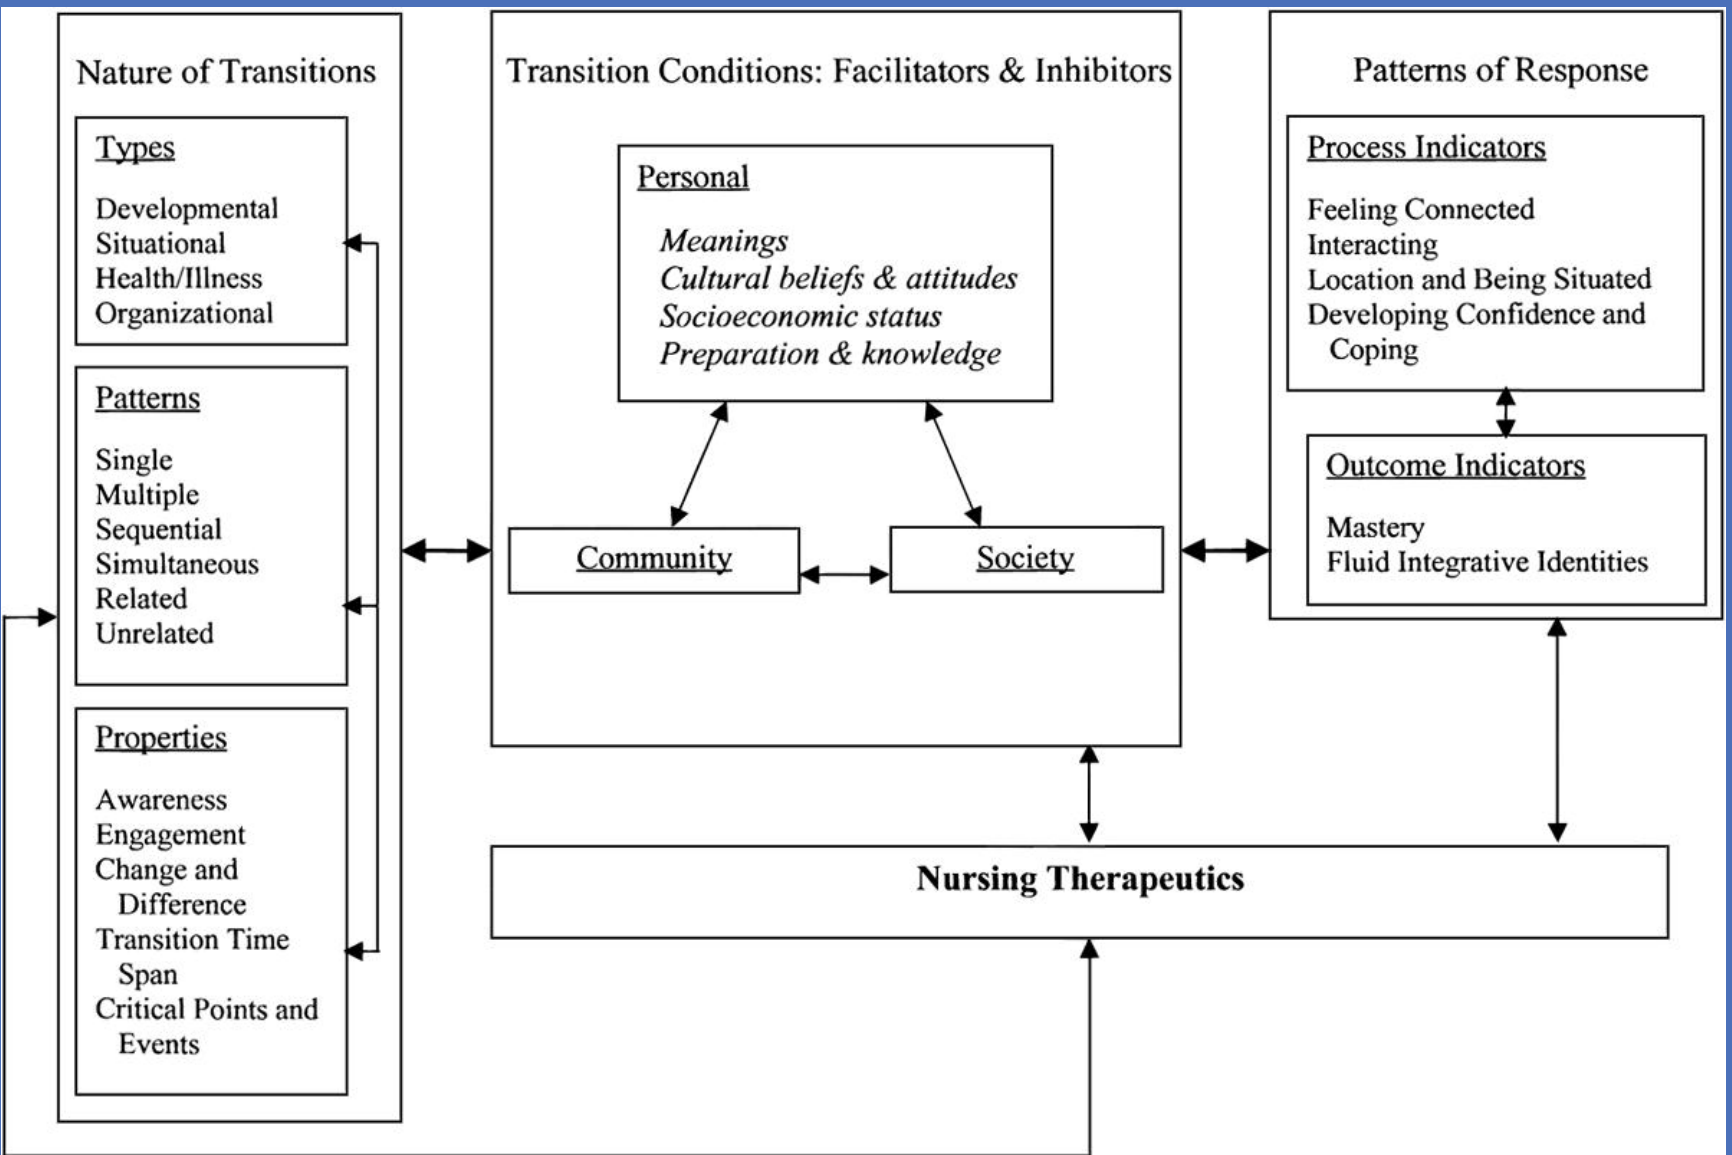 Nature of Transitions
Types
Developmental
Situational
Health/Illness
Organizational
Patterns
Single
Multiple
Sequential
Simultaneous
Related
Unrelated
Properties
Awareness
Engagement
Change and
Difference
Transition Time
Span
Critical Points and
Events
Transition Conditions: Facilitators & Inhibitors
Personal
Meanings
Cultural beliefs & attitudes
Socioeconomic status
Preparation & knowledge
Community
Society
Patterns of Response
Process Indicators
Feeling Connected
Interacting
Location and Being Situated
Developing Confidence and
Coping
Outcome Indicators
Mastery
Fluid Integrative Identities
Nursing Therapeutics